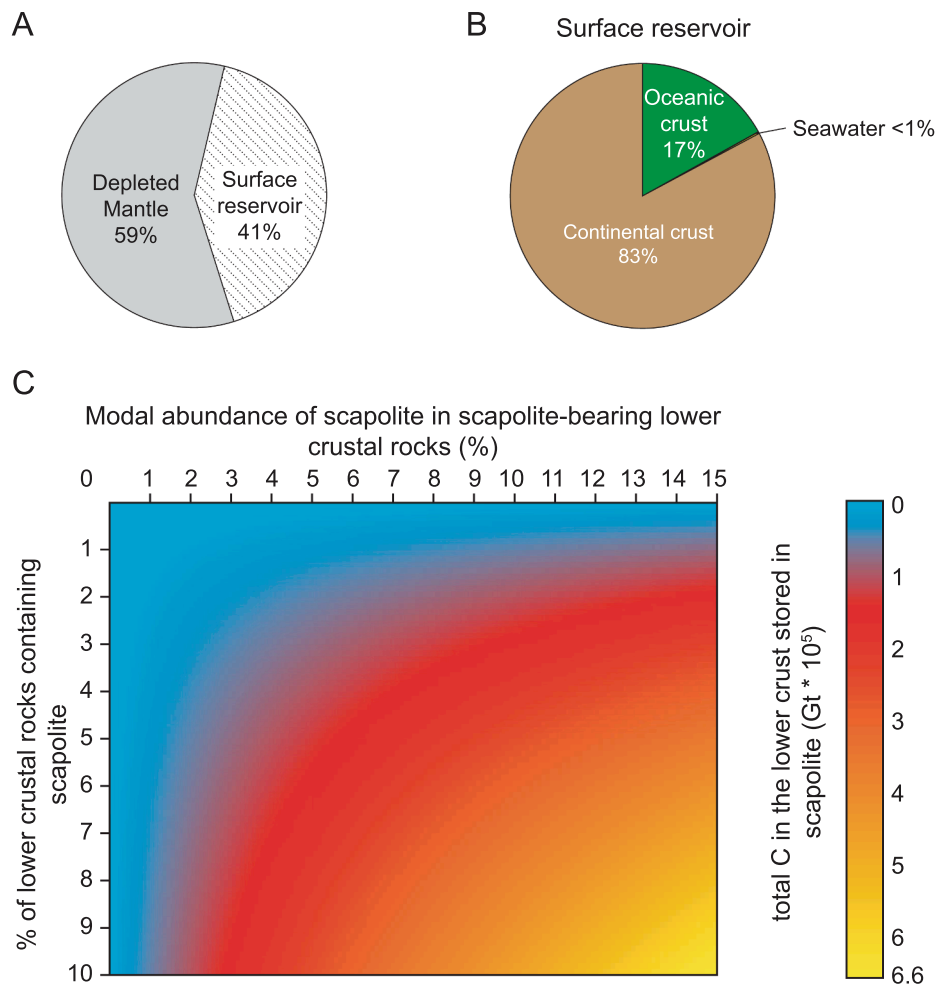 A
Depleted
Mantle
59%
Surface
reservoir
41%
B
Surface reservoir
Oceanic
crust
17%
Seawater <1%
Continental crust
83%
C
Modal abundance of scapolite in scapolite-bearing lower
crustal rocks (%)
0 1 2 3 4 5 6 7 8 9 10 11 12 13 14 15
% of lower crustal rocks containing
scapolite
1
2
3
4
5
6
7
8
9
10
total C in the lower crust stored in
scapolite (Gt * 10⁵)
0
1
2
3
4
5
6
6.6